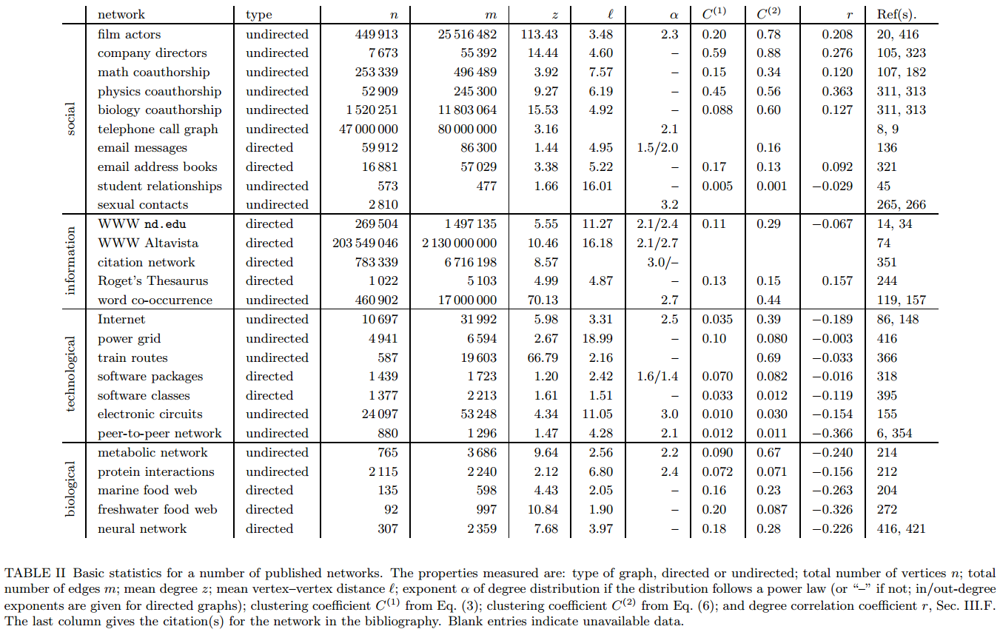 network type n m z ℓ α C(1) C(2) r Ref(s).
social
film actors undirected 449 913 25 516 482 113.43 3.48 2.3 0.20 0.78 0.208 20, 416
company directors undirected 7 673 55 392 14.44 4.60 – 0.59 0.88 0.276 105, 323
math coauthorship undirected 253 339 496 489 3.92 7.57 – 0.15 0.34 0.120 107, 182
physics coauthorship undirected 52 909 245 300 9.27 6.19 – 0.45 0.56 0.363 311, 313
biology coauthorship undirected 1 520 251 11 803 064 15.53 4.92 – 0.088 0.60 0.127 311, 313
telephone call graph undirected 47 000 000 80 000 000 3.16 2.1 8, 9
email messages directed 59 912 86 300 1.44 4.95 1.5/2.0 0.16 136
email address books directed 16 881 57 029 3.38 5.22 – 0.17 0.13 0.092 321
student relationships undirected 573 477 1.66 16.01 – 0.005 0.001 −0.029 45
sexual contacts undirected 2 810 3.2 265, 266
information
WWW nd.edu directed 269 504 1 497 135 5.55 11.27 2.1/2.4 0.11 0.29 −0.067 14, 34
WWW Altavista directed 203 549 046 2 130 000 000 10.46 16.18 2.1/2.7 74
citation network directed 783 339 6 716 198 8.57 3.0/– 351
Roget's Thesaurus directed 1 022 5 103 4.99 4.87 – 0.13 0.15 0.157 244
word co-occurrence undirected 460 902 17 000 000 70.13 2.7 0.44 119, 157
technological
Internet undirected 10 697 31 992 5.98 3.31 2.5 0.035 0.39 −0.189 86, 148
power grid undirected 4 941 6 594 2.67 18.99 – 0.10 0.080 −0.003 416
train routes undirected 587 19 603 66.79 2.16 – 0.69 −0.033 366
software packages directed 1 439 1 723 1.20 2.42 1.6/1.4 0.070 0.082 −0.016 318
software classes directed 1 377 2 213 1.61 1.51 – 0.033 0.012 −0.119 395
electronic circuits undirected 24 097 53 248 4.34 11.05 3.0 0.010 0.030 −0.154 155
peer-to-peer network undirected 880 1 296 1.47 4.28 2.1 0.012 0.011 −0.366 6, 354
biological
metabolic network undirected 765 3 686 9.64 2.56 2.2 0.090 0.67 −0.240 214
protein interactions undirected 2 115 2 240 2.12 6.80 2.4 0.072 0.071 −0.156 212
marine food web directed 135 598 4.43 2.05 – 0.16 0.23 −0.263 204
freshwater food web directed 92 997 10.84 1.90 – 0.20 0.087 −0.326 272
neural network directed 307 2 359 7.68 3.97 – 0.18 0.28 −0.226 416, 421
TABLE II Basic statistics for a number of published networks. The properties measured are: type of graph, directed or undirected; total number of vertices n; total
number of edges m; mean degree z; mean vertex–vertex distance ℓ; exponent α of degree distribution if the distribution follows a power law (or “–” if not; in/out-degree
exponents are given for directed graphs); clustering coefficient C(1) from Eq. (3); clustering coefficient C(2) from Eq. (6); and degree correlation coefficient r, Sec. III.F.
The last column gives the citation(s) for the network in the bibliography. Blank entries indicate unavailable data.